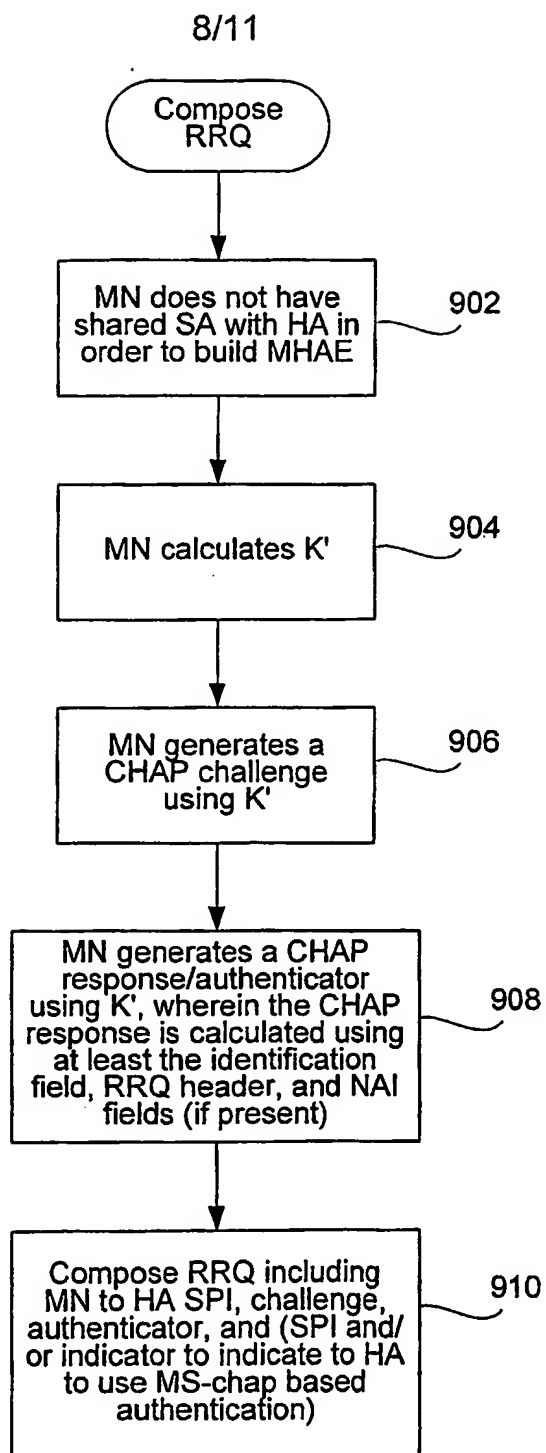 8/11
Compose
RRQ
MN does not have
shared SA with HA in
order to build MHAE
902
MN calculates K'
904
MN generates a
CHAP challenge
using K'
906
MN generates a CHAP
response/authenticator
using K', wherein the CHAP
response is calculated using
at least the identification
field, RRQ header, and NAI
fields (if present)
908
Compose RRQ including
MN to HA SPI, challenge,
authenticator, and (SPI and/
or indicator to indicate to HA
to use MS-chap based
authentication)
910